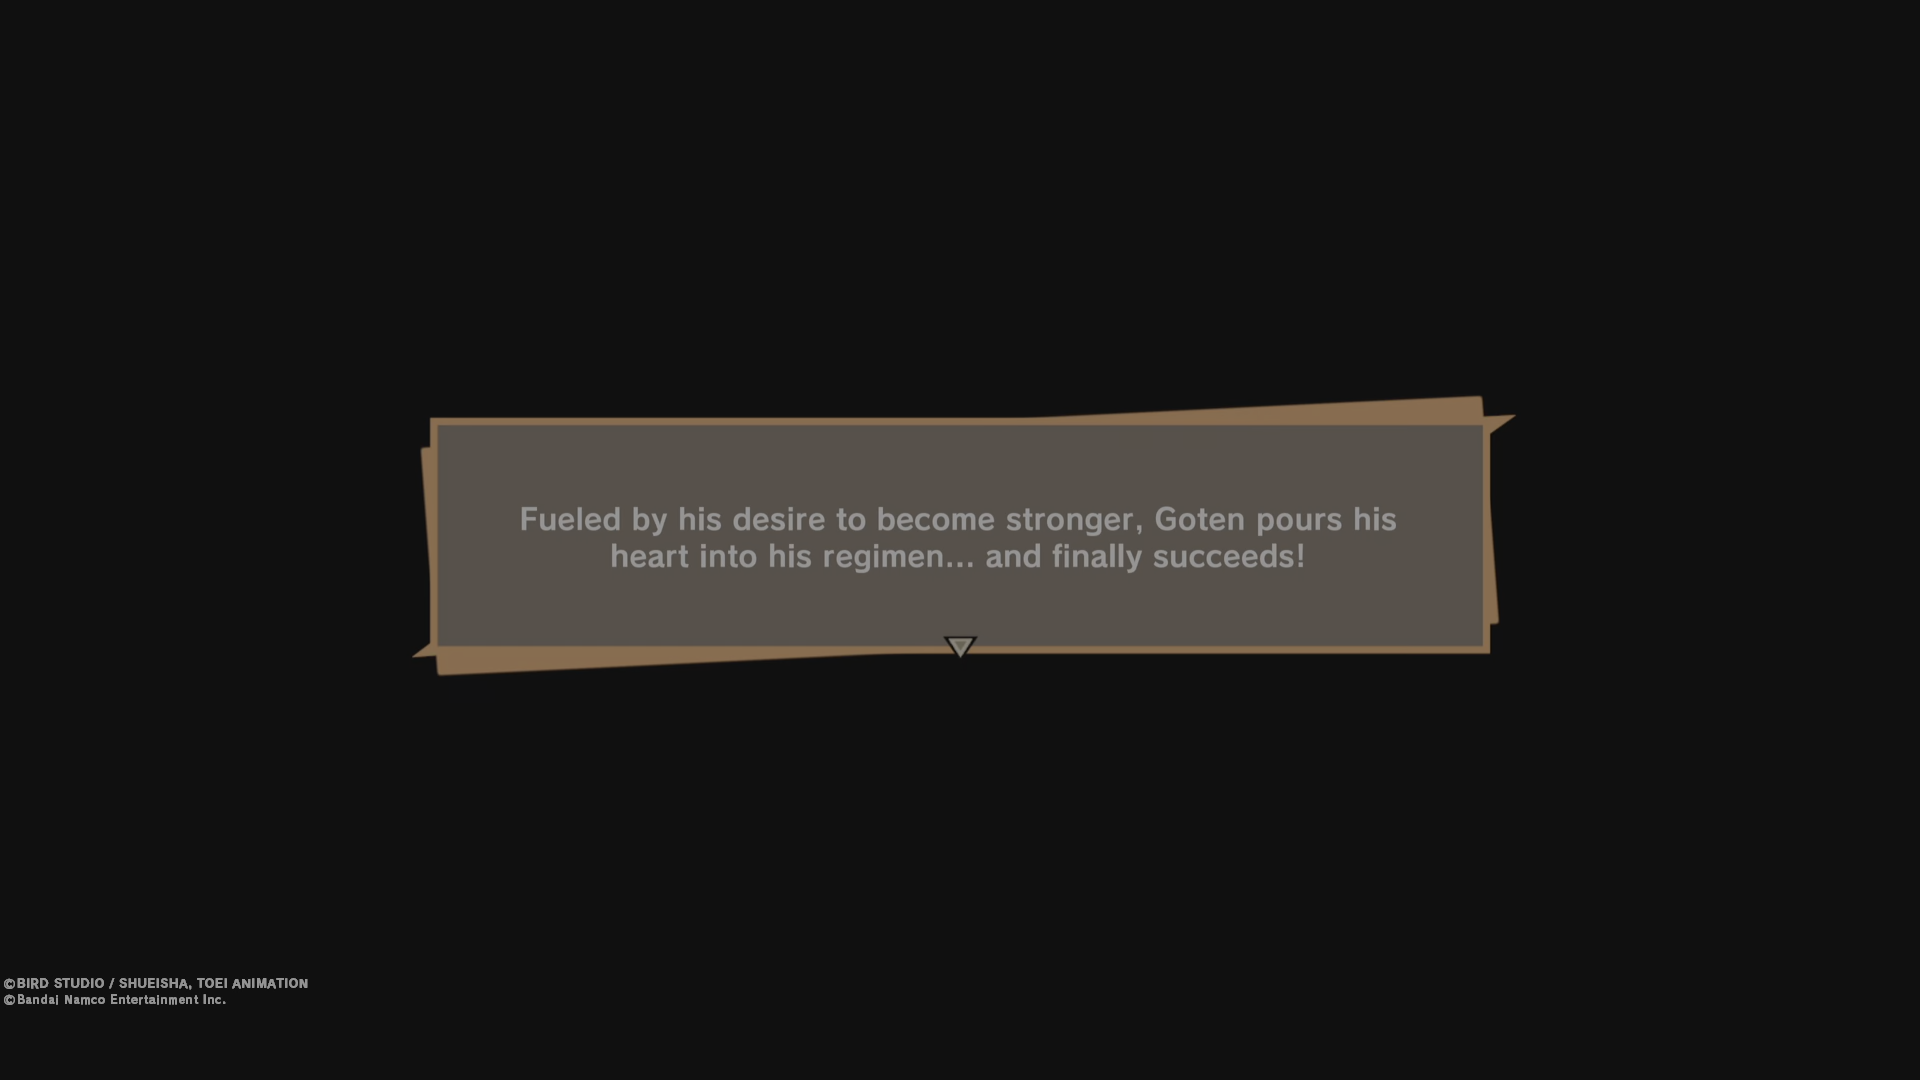 Fueled by his desire to become stronger, Goten pours his
heart into his regimen... and finally succeeds!
©BIRD STUDIO / SHUEISHA, TOEI ANIMATION
©Bandai Namco Entertainment Inc.